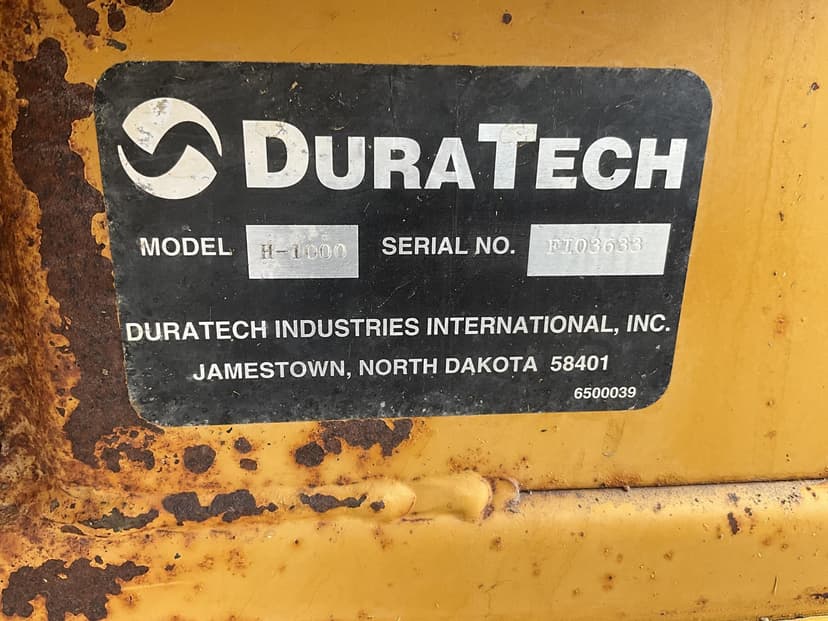 DURATECH
MODEL H-1000 SERIAL NO. FI03633
DURATECH INDUSTRIES INTERNATIONAL, INC.
JAMESTOWN, NORTH DAKOTA 58401
6500039